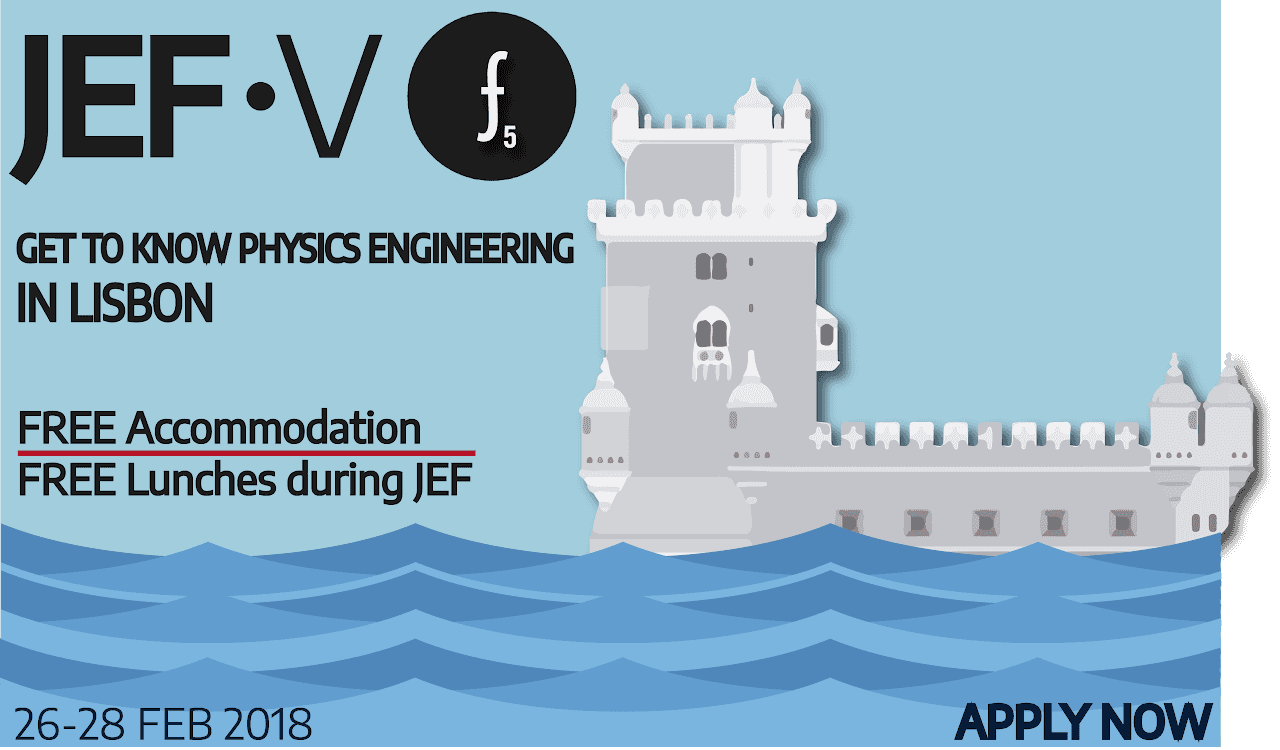 JEF·V
f5
GET TO KNOW PHYSICS ENGINEERING
IN LISBON
FREE Accommodation
FREE Lunches during JEF
26-28 FEB 2018
APPLY NOW